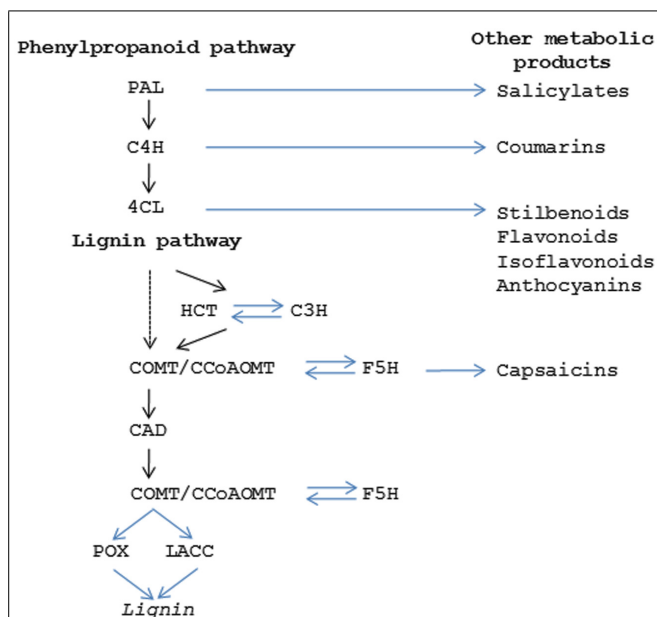 Phenylpropanoid pathway
Other metabolic
products
PAL
Salicylates
C4H
Coumarins
4CL
Stilbenoids
Flavonoids
Isoflavonoids
Anthocyanins
Lignin pathway
HCT
C3H
COMT/CCoAOMT
F5H
Capsaicins
CAD
COMT/CCoAOMT
F5H
POX
LACC
Lignin